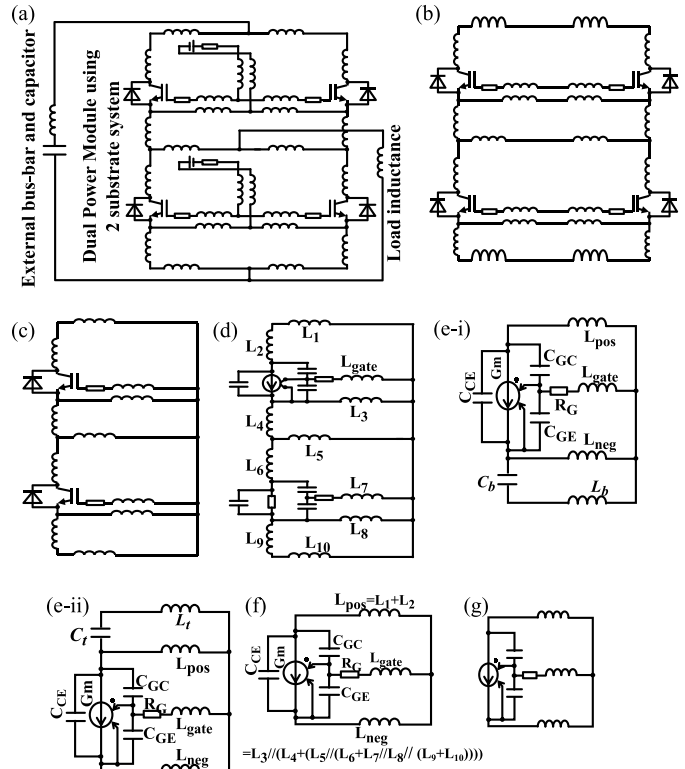 (a)
External bus-bar and capacitor
Dual Power Module using
2 substrate system
Load inductance
(b)
(c)
(d)
L1
L2
Lgate
L3
L4
L5
L6
L7
L8
L9
L10
(e-i)
Lpos
CGC
Gm
Lgate
CCE
RG
CGE
Lneg
Cb
Lb
(e-ii)
Lt
Ct
Lpos
CGC
Gm
CCE
RG
Lgate
CGE
Lneg
(f)
Lpos=L1+L2
CGC
CCE
Gm
RG
Lgate
CGE
Lneg
=L3//(L4+(L5//(L6+L7//L8// (L9+L10))))
(g)